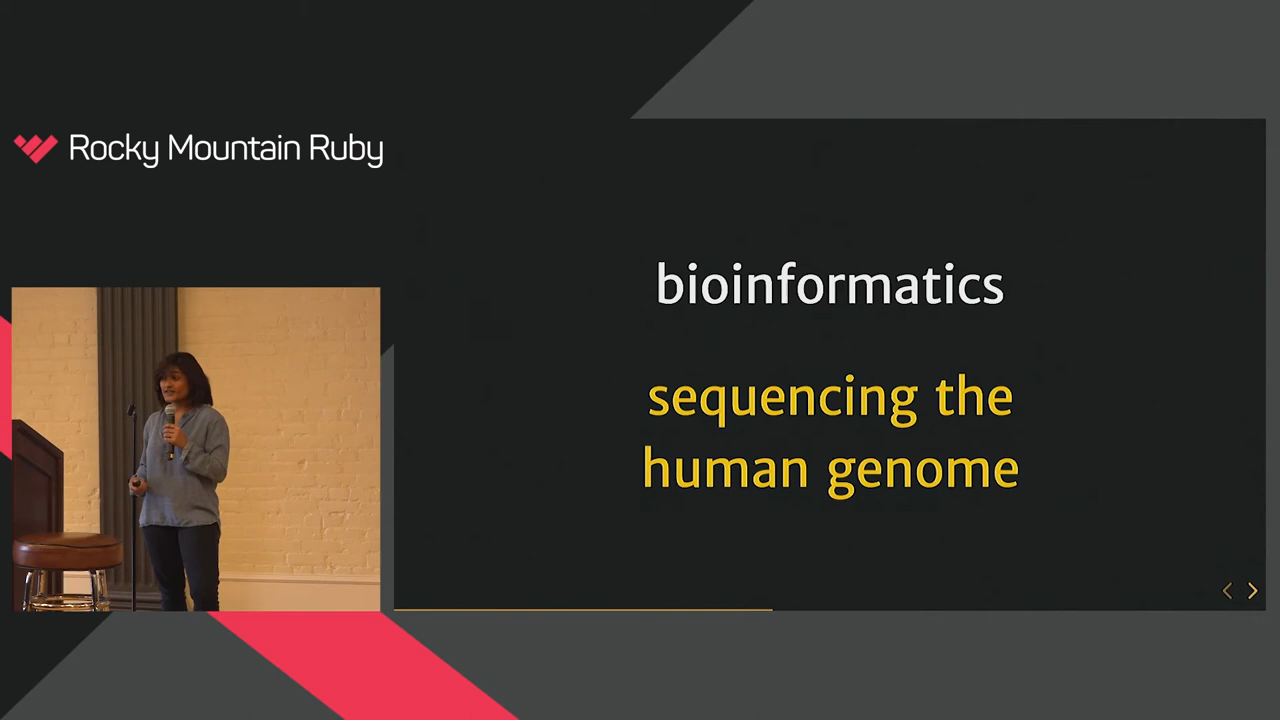 Rocky Mountain Ruby
bioinformatics
sequencing the
human genome